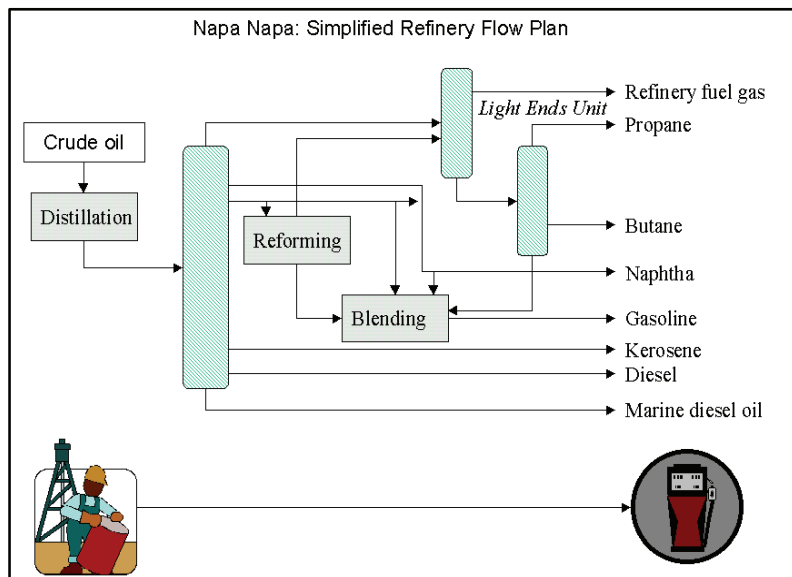 Napa Napa: Simplified Refinery Flow Plan
Refinery fuel gas
Light Ends Unit
Propane
Crude oil
Distillation
Reforming
Butane
Naphtha
Blending
Gasoline
Kerosene
Diesel
Marine diesel oil